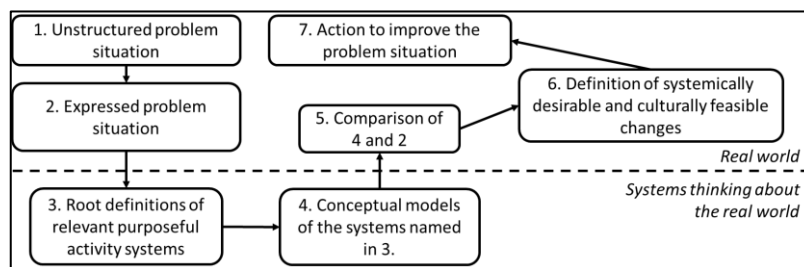 1. Unstructured problem
situation
2. Expressed problem
situation
3. Root definitions of
relevant purposeful
activity systems
4. Conceptual models
of the systems named
in 3.
5. Comparison of
4 and 2
6. Definition of systemically
desirable and culturally feasible
changes
7. Action to improve the
problem situation
Real world
Systems thinking about
the real world